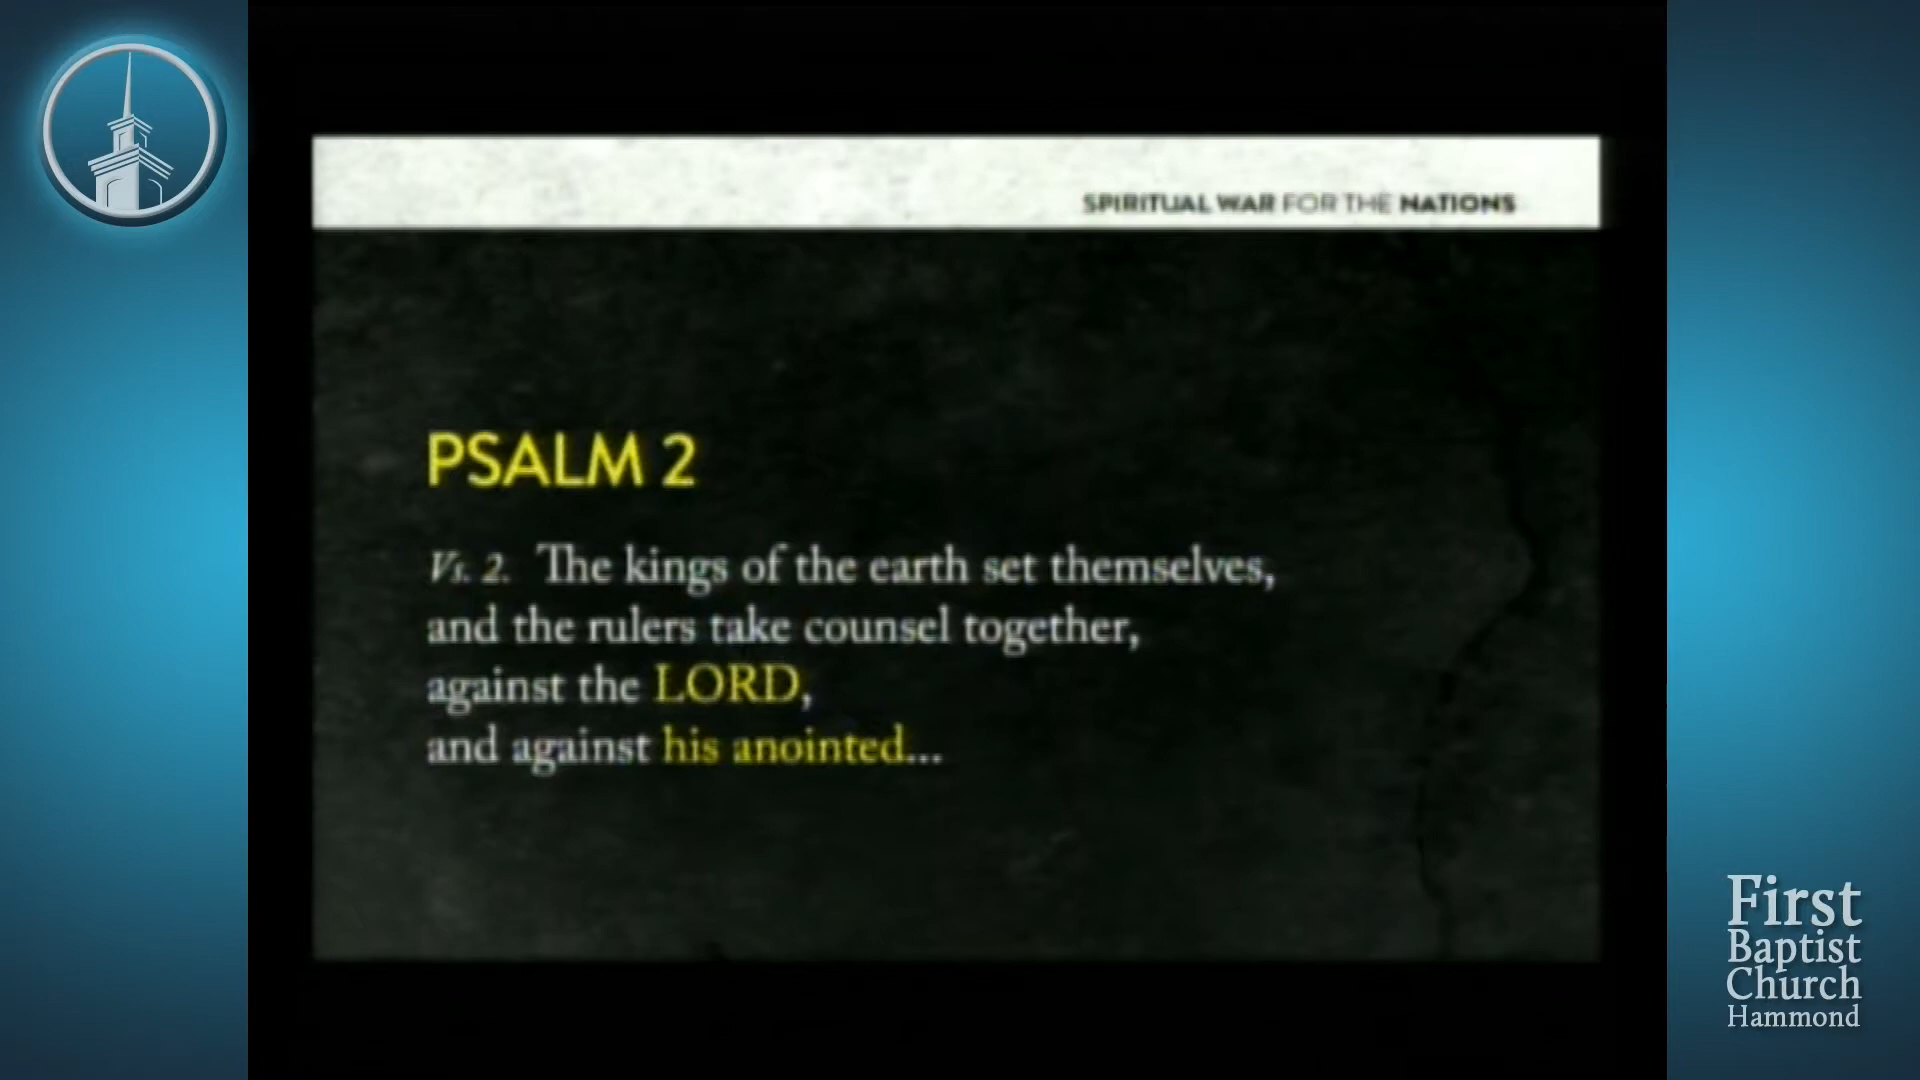 SPIRITUAL WAR FOR THE NATIONS
PSALM 2
Vs. 2. The kings of the earth set themselves,
and the rulers take counsel together,
against the LORD,
and against his anointed...
First
Baptist
Church
Hammond